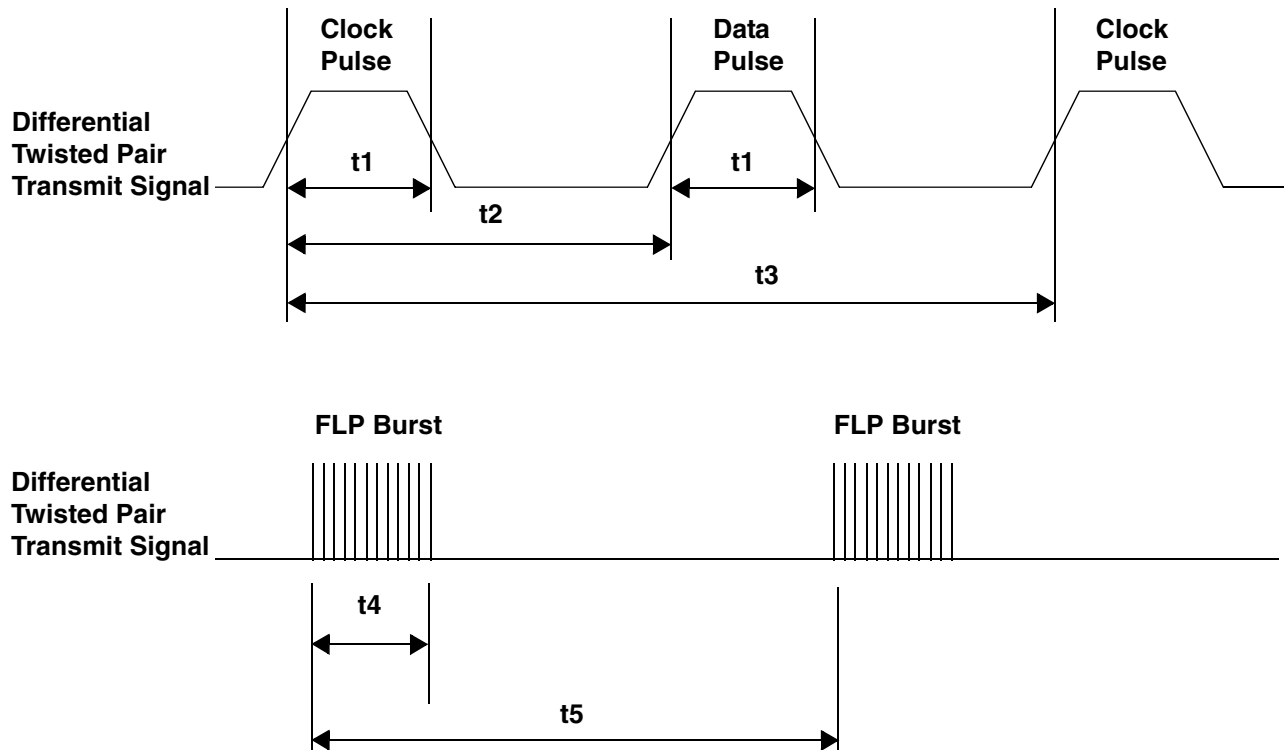 Clock
Pulse
Data
Pulse
Clock
Pulse
Differential
Twisted Pair
Transmit Signal
t1
t1
t2
t3
FLP Burst
FLP Burst
Differential
Twisted Pair
Transmit Signal
t4
t5